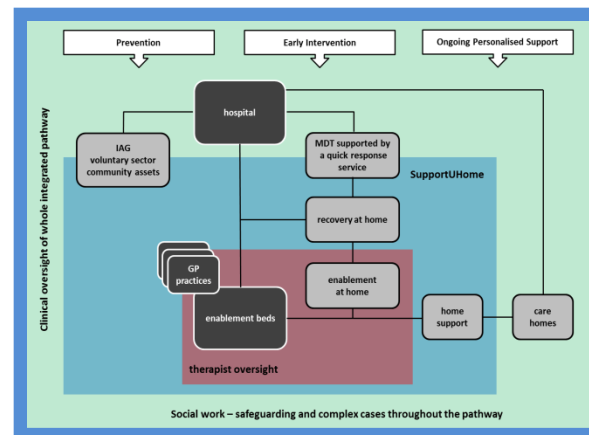 Prevention
Early Intervention
Ongoing Personalised Support
hospital
IAG
voluntary sector
community assets
MDT supported by
a quick response
service
SupportUHome
recovery at home
GP
practices
enablement
at home
enablement beds
home
support
care
homes
therapist oversight
Clinical oversight of whole integrated pathway
Social work – safeguarding and complex cases throughout the pathway